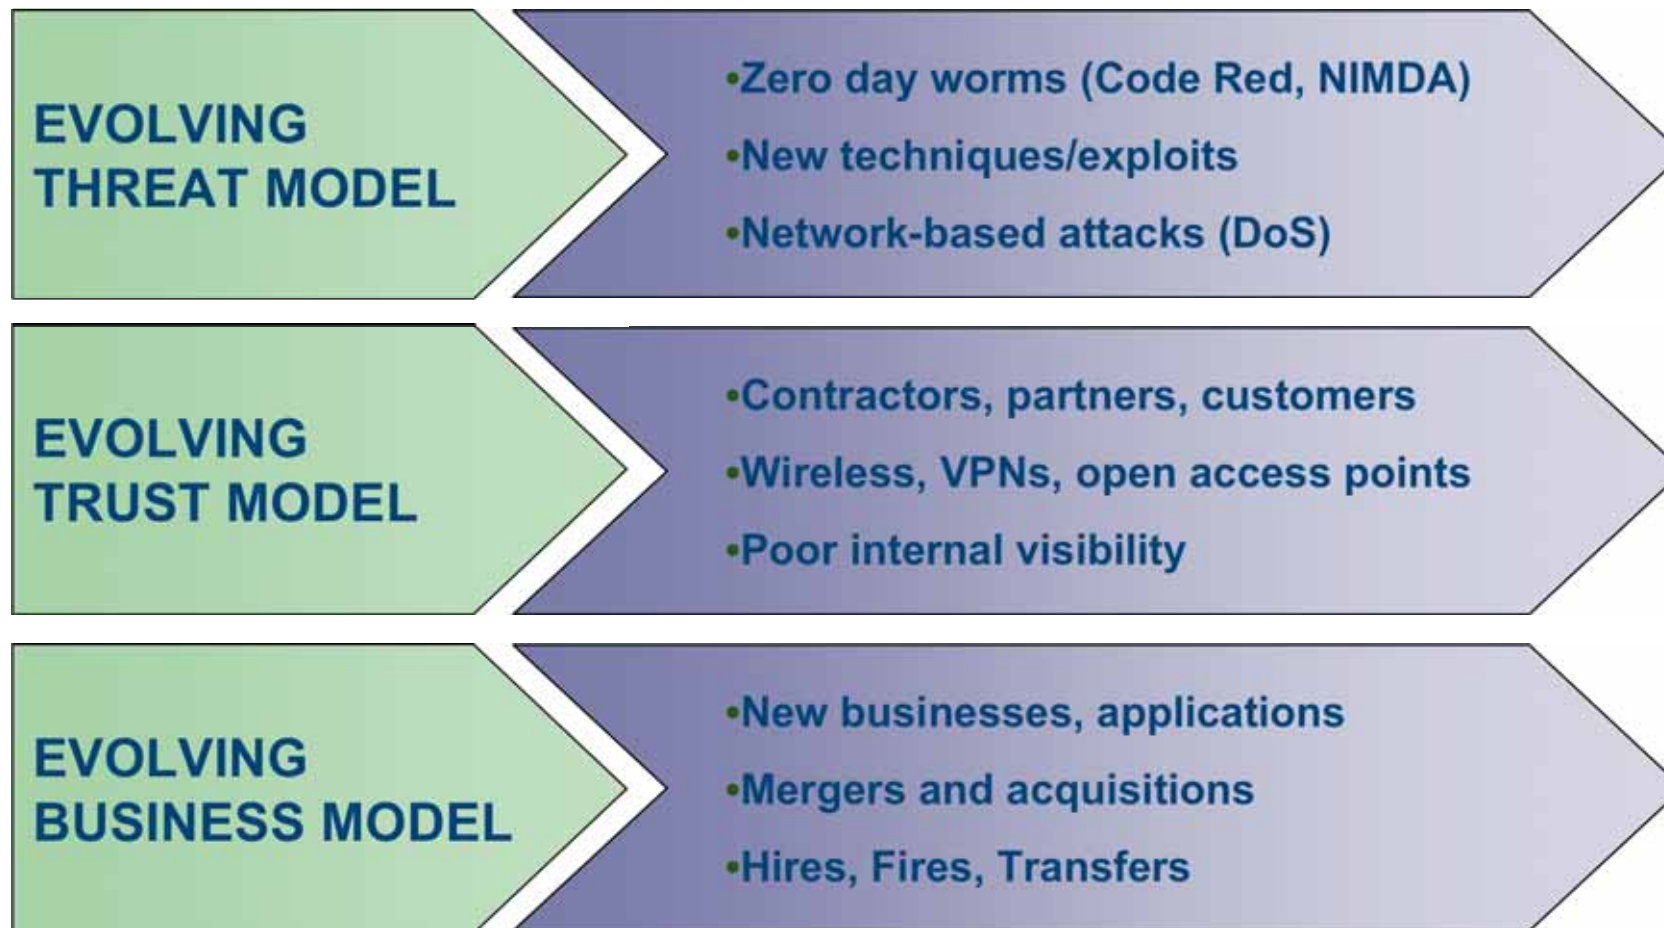 EVOLVING
THREAT MODEL
•Zero day worms (Code Red, NIMDA)
•New techniques/exploits
•Network-based attacks (DoS)
EVOLVING
TRUST MODEL
•Contractors, partners, customers
•Wireless, VPNs, open access points
•Poor internal visibility
EVOLVING
BUSINESS MODEL
•New businesses, applications
•Mergers and acquisitions
•Hires, Fires, Transfers